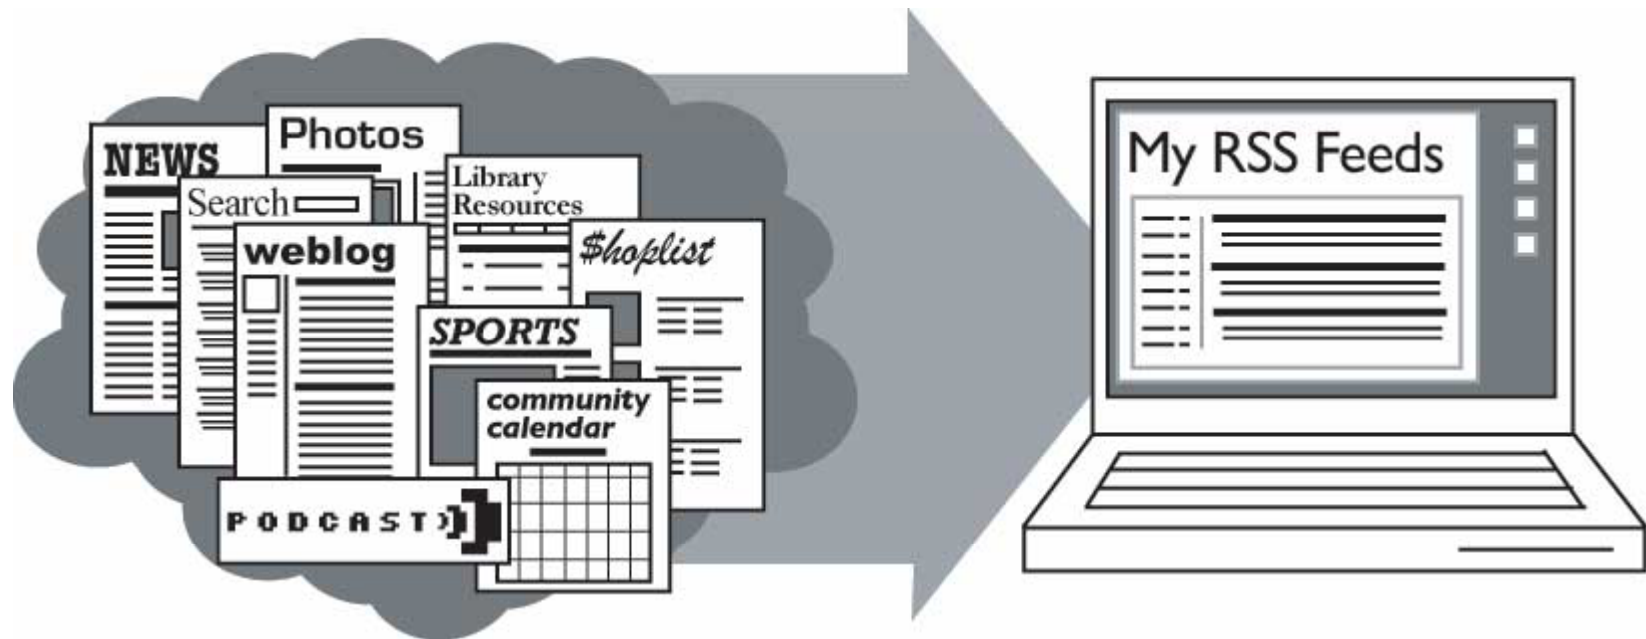 NEWS
Photos
Search
Library
Resources
weblog
$hoplist
SPORTS
community
calendar
PODCAST
My RSS Feeds